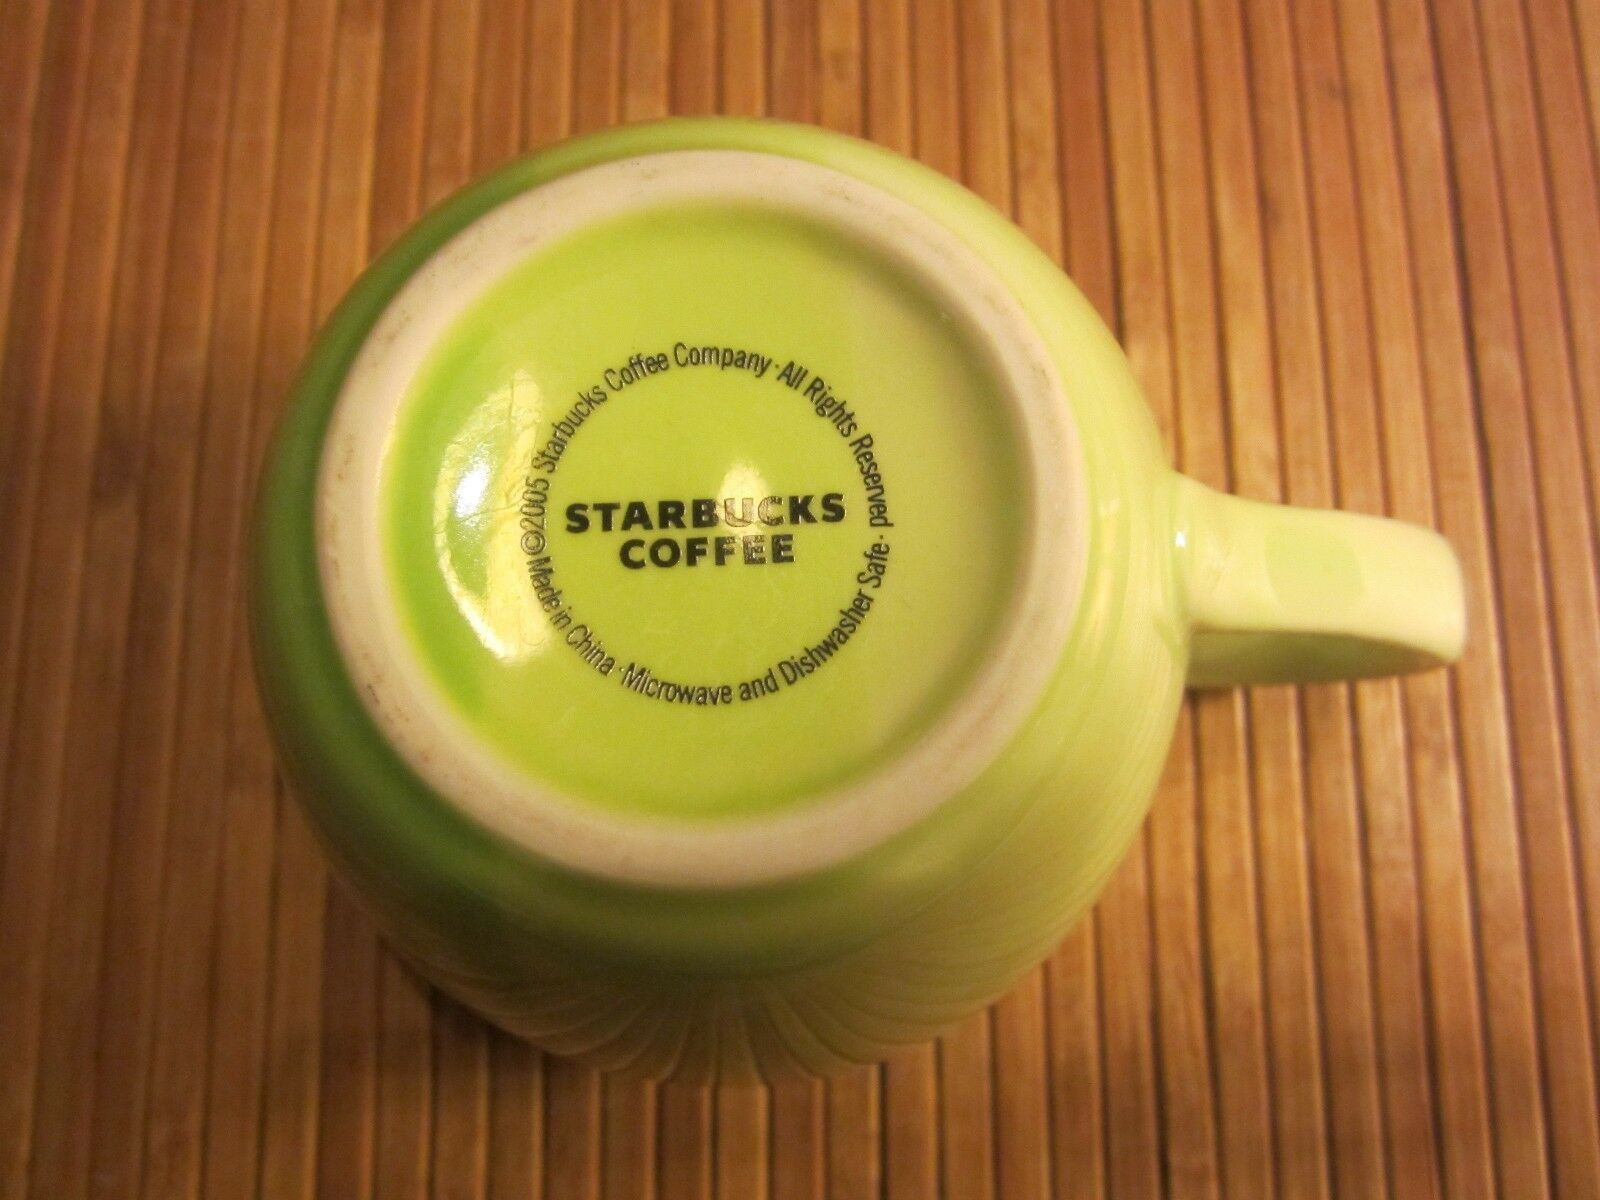 ©2005 Starbucks Coffee Company · All Rights Reserved ·
STARBUCKS
COFFEE
Made in China · Microwave and Dishwasher Safe ·